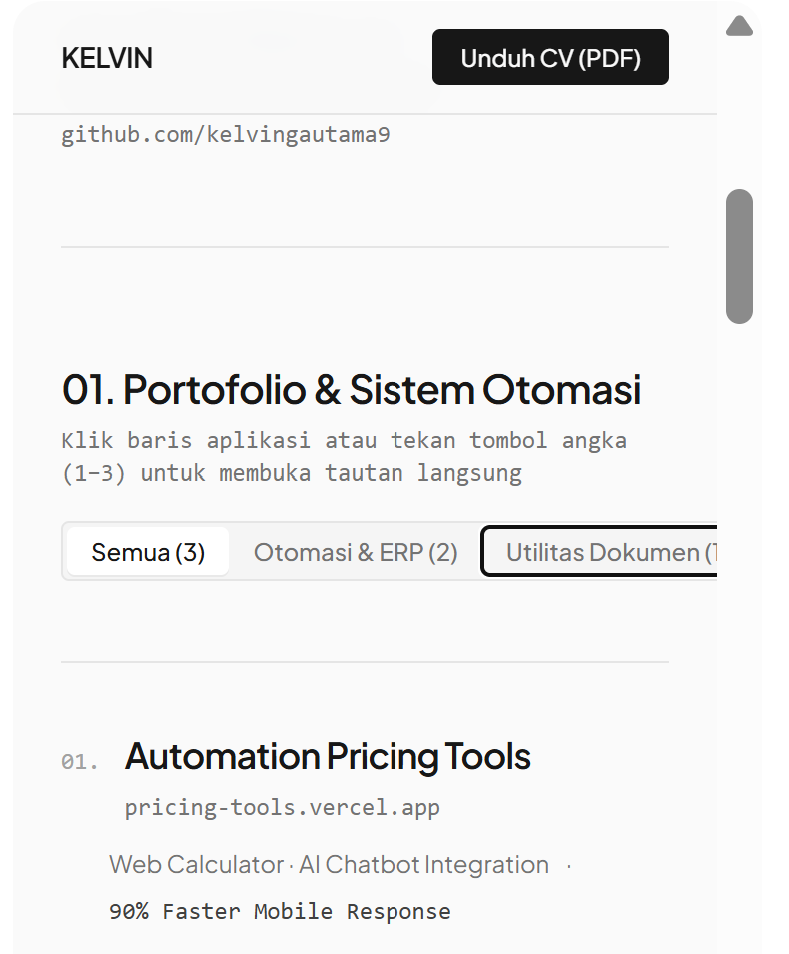 KELVIN
Unduh CV (PDF)
github.com/kelvingautama9
01. Portofolio & Sistem Otomasi
Klik baris aplikasi atau tekan tombol angka
(1–3) untuk membuka tautan langsung
Semua (3)
Otomasi & ERP (2)
Utilitas Dokumen (1
01.
Automation Pricing Tools
pricing-tools.vercel.app
Web Calculator · AI Chatbot Integration ·
90% Faster Mobile Response